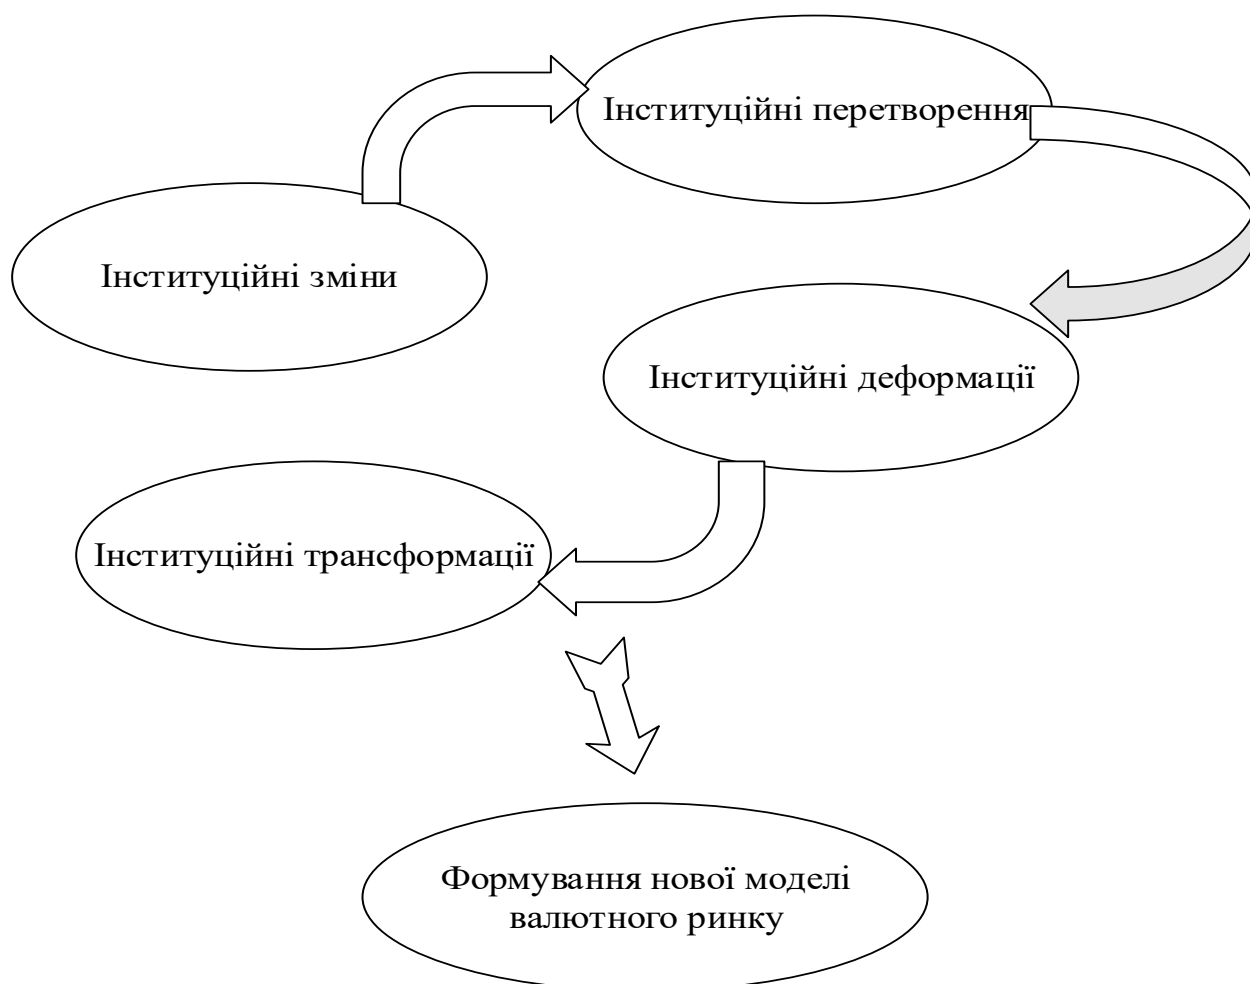 Інституційні перетворення
Інституційні зміни
Інституційні деформації
Інституційні трансформації
Формування нової моделі
валютного ринку